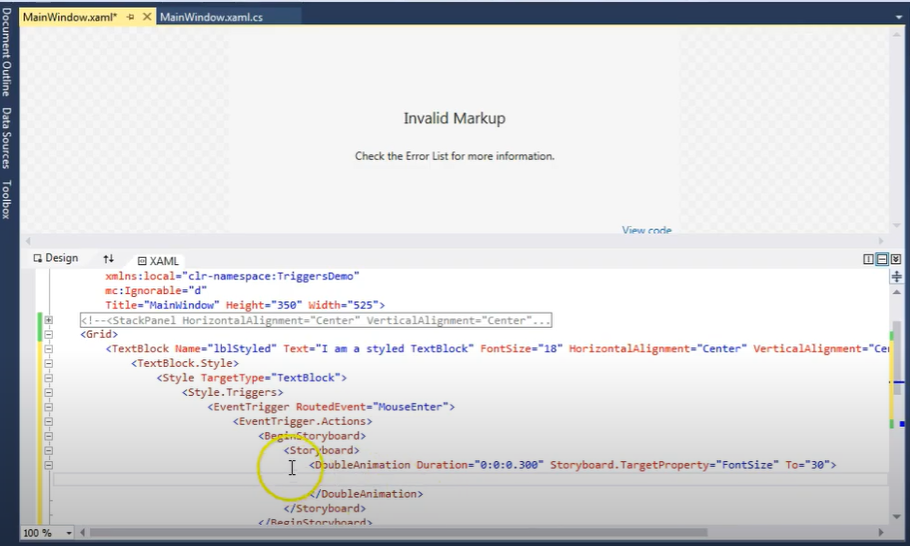 MainWindow.xaml* MainWindow.xaml.cs
Document Outline
Data Sources
Toolbox
Invalid Markup
Check the Error List for more information.
View code
Design XAML
xmlns:local="clr-namespace:TriggersDemo"
mc:Ignorable="d"
Title="MainWindow" Height="350" Width="525">
<!--<StackPanel HorizontalAlignment="Center" VerticalAlignment="Center"...
<Grid>
<TextBlock Name="lblStyled" Text="I am a styled TextBlock" FontSize="18" HorizontalAlignment="Center" VerticalAlignment="Cen
<TextBlock.Style>
<Style TargetType="TextBlock">
<Style.Triggers>
<EventTrigger RoutedEvent="MouseEnter">
<EventTrigger.Actions>
<BeginStoryboard>
<Storyboard>
<DoubleAnimation Duration="0:0:0.300" Storyboard.TargetProperty="FontSize" To="30">
</DoubleAnimation>
</Storyboard>
</BeginStoryboard>
100 %